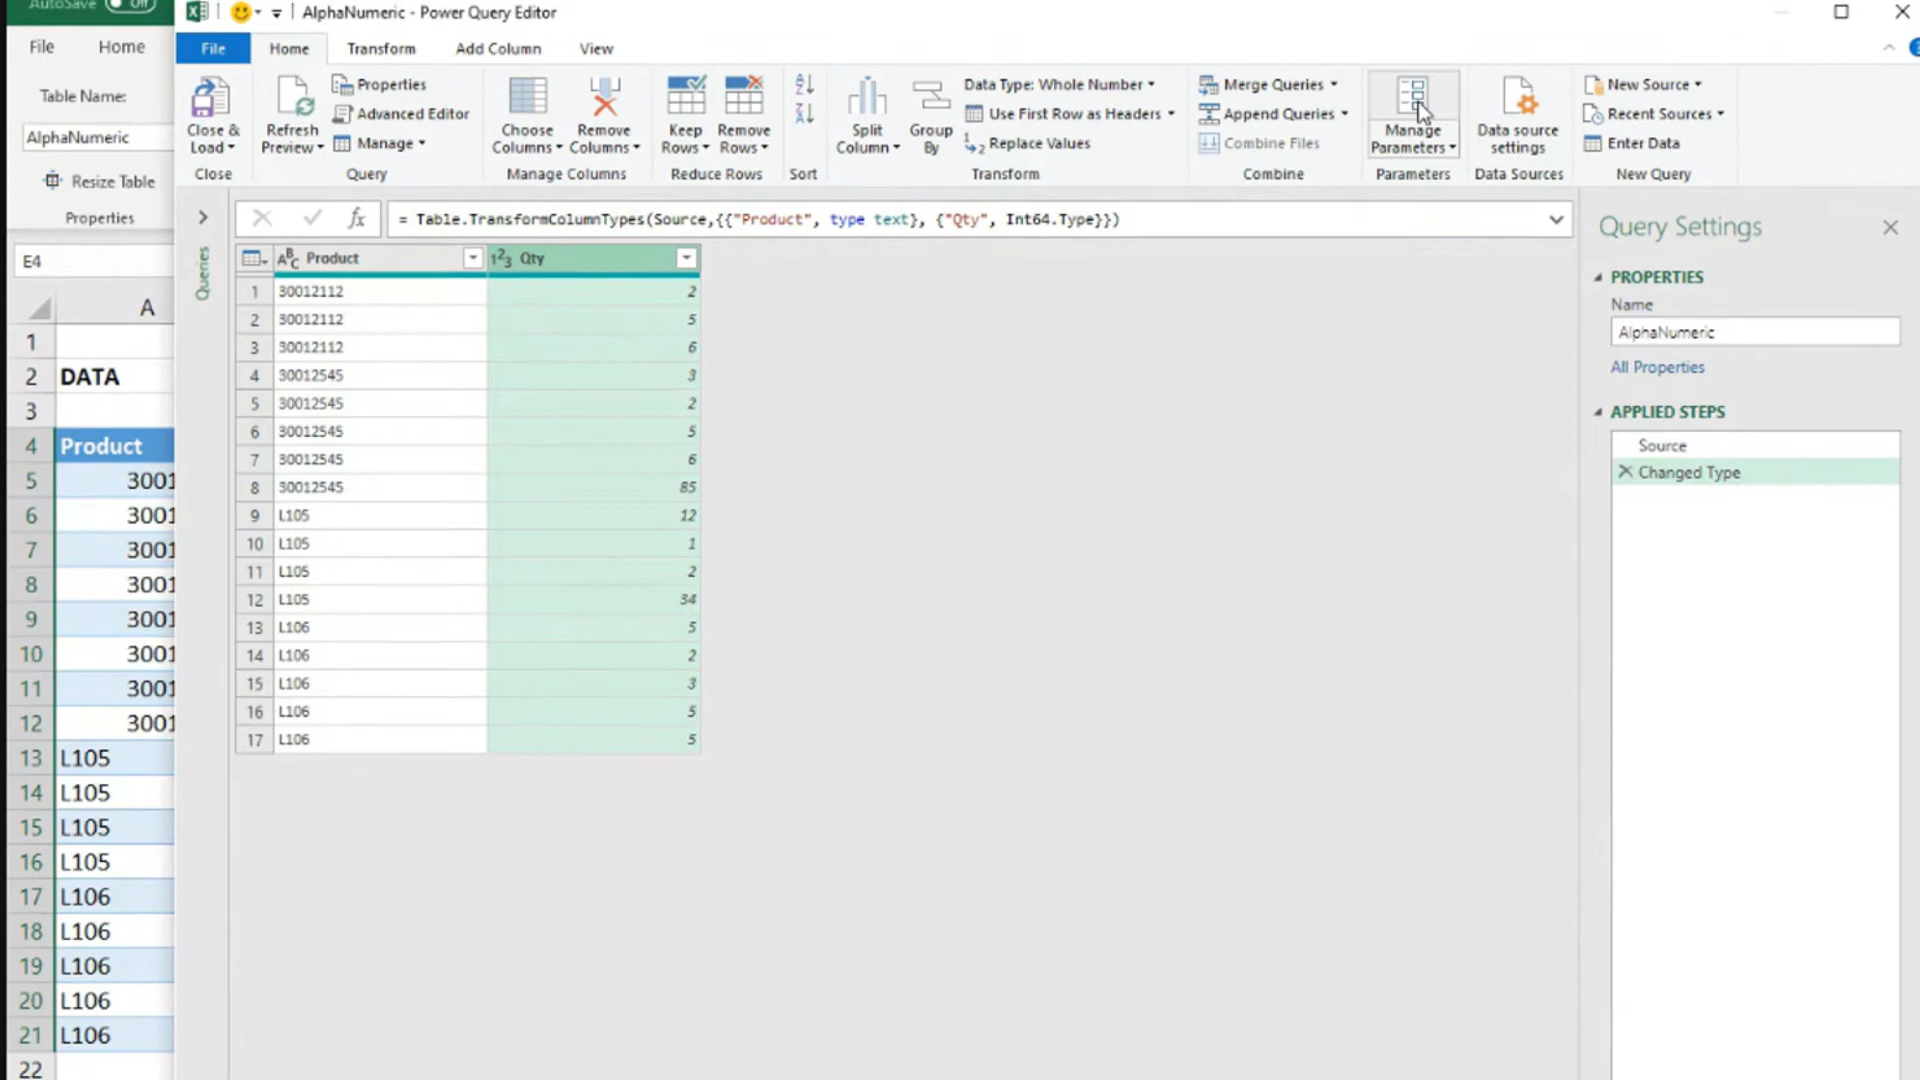 AutoSave Off
AlphaNumeric - Power Query Editor
File Home
File Home Transform Add Column View
Table Name:
AlphaNumeric
Resize Table
Properties
Close & Load
Close
Refresh Preview
Properties
Advanced Editor
Manage
Query
Choose Columns
Remove Columns
Manage Columns
Keep Rows
Remove Rows
Reduce Rows
Sort
Split Column
Group By
Data Type: Whole Number
Use First Row as Headers
Replace Values
Transform
Merge Queries
Append Queries
Combine Files
Combine
Manage Parameters
Parameters
Data source settings
Data Sources
New Source
Recent Sources
Enter Data
New Query
E4
fx
= Table.TransformColumnTypes(Source,{{"Product", type text}, {"Qty", Int64.Type}})
Queries
A
1
2 DATA
3
4 Product
5 3001
6 3001
7 3001
8 3001
9 3001
10 3001
11 3001
12 3001
13 L105
14 L105
15 L105
16 L105
17 L106
18 L106
19 L106
20 L106
21 L106
22
ABC Product 123 Qty
1 30012112 2
2 30012112 5
3 30012112 6
4 30012545 3
5 30012545 2
6 30012545 5
7 30012545 6
8 30012545 85
9 L105 12
10 L105 1
11 L105 2
12 L105 34
13 L106 5
14 L106 2
15 L106 3
16 L106 5
17 L106 5
Query Settings
PROPERTIES
Name
AlphaNumeric
All Properties
APPLIED STEPS
Source
Changed Type